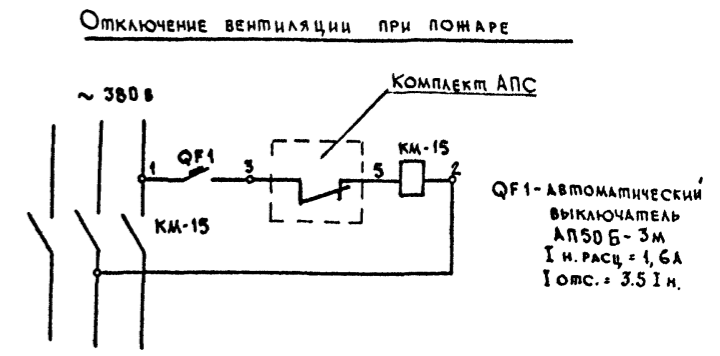 Отключение вентиляции при пожаре
Комплект АПС
~ 380 в
1
QF1
3
5
КМ-15
2
КМ-15
QF1-Автоматический
выключатель
АП50Б-3м
I н.расц = 1,6А
I отс. = 3.5 I н.